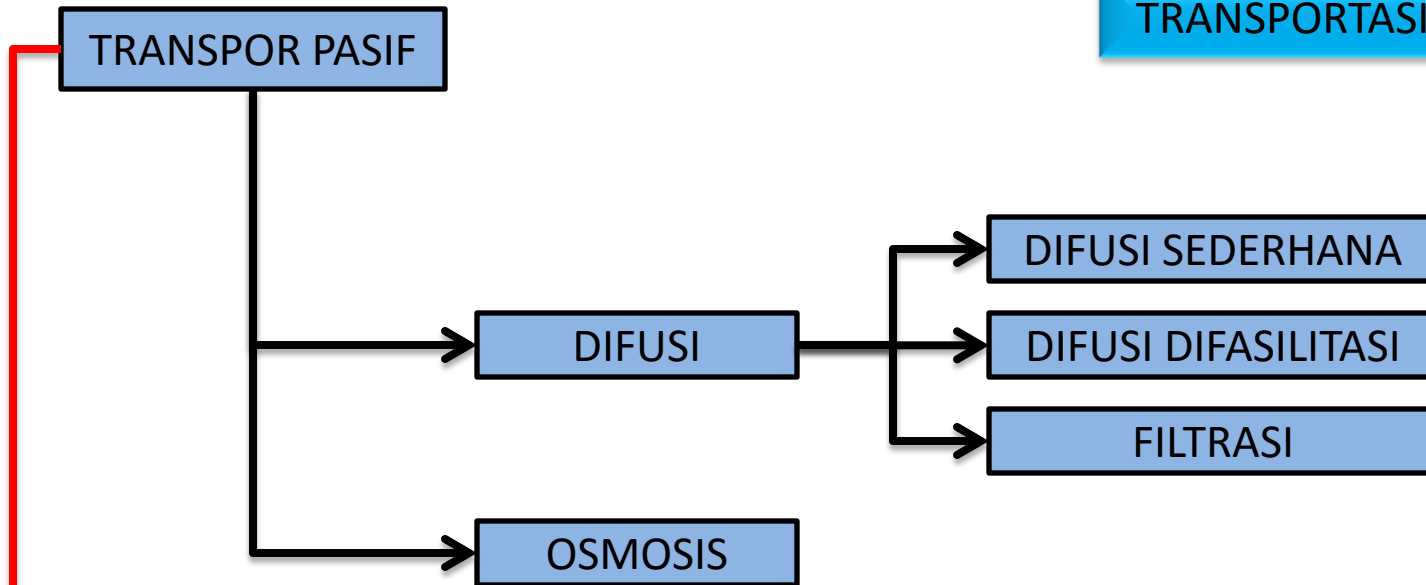 TRANSPORTASI
TRANSPOR PASIF
DIFUSI SEDERHANA
DIFUSI
DIFUSI DIFASILITASI
FILTRASI
OSMOSIS